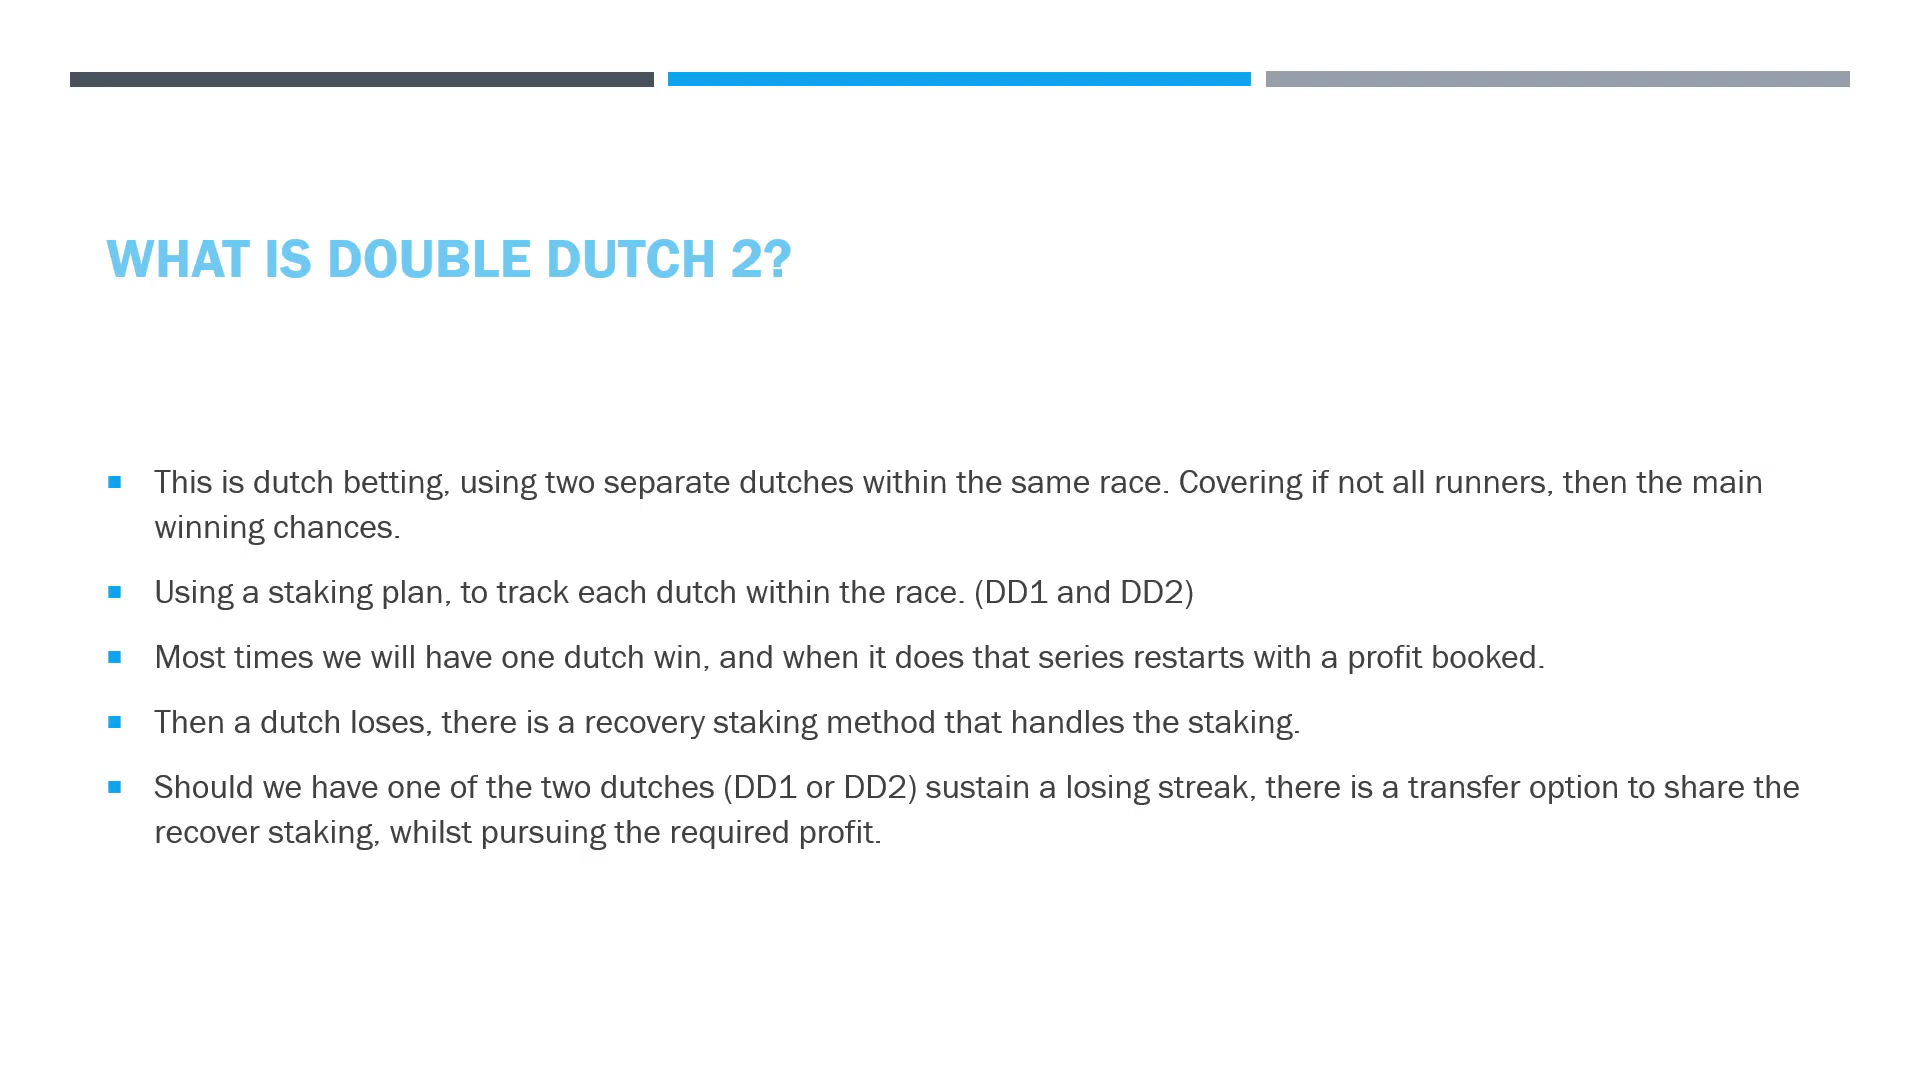 WHAT IS DOUBLE DUTCH 2?
This is dutch betting, using two separate dutches within the same race. Covering if not all runners, then the main
winning chances.
Using a staking plan, to track each dutch within the race. (DD1 and DD2)
Most times we will have one dutch win, and when it does that series restarts with a profit booked.
Then a dutch loses, there is a recovery staking method that handles the staking.
Should we have one of the two dutches (DD1 or DD2) sustain a losing streak, there is a transfer option to share the
recover staking, whilst pursuing the required profit.